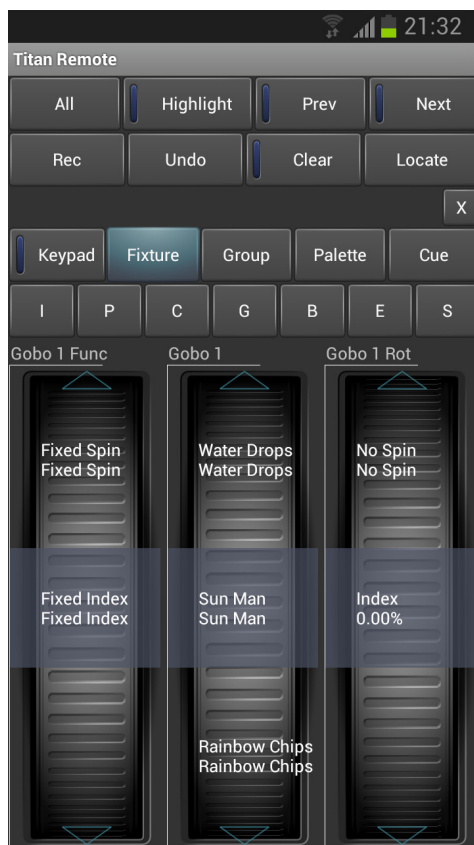 21:32
Titan Remote
All Highlight Prev Next
Rec Undo Clear Locate
X
Keypad Fixture Group Palette Cue
I P C G B E S
Gobo 1 Func Gobo 1 Gobo 1 Rot
Fixed Spin Water Drops No Spin
Fixed Spin Water Drops No Spin
Fixed Index Sun Man Index
Fixed Index Sun Man 0.00%
Rainbow Chips
Rainbow Chips